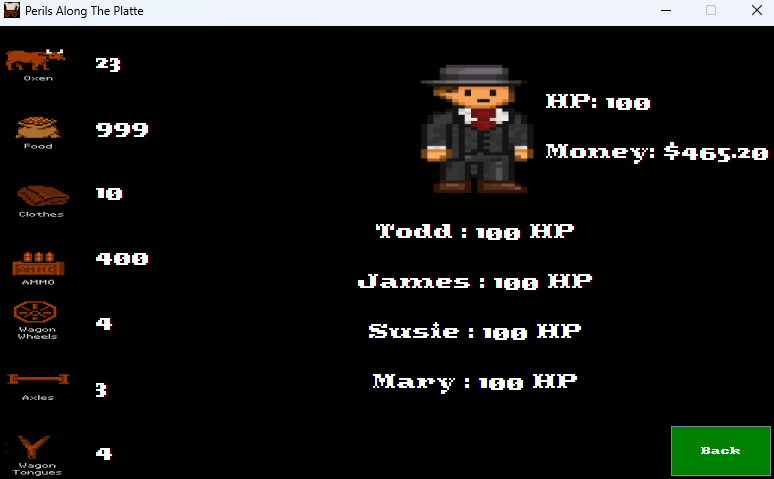 Perils Along The Platte
Oxen
23
Food
999
Clothes
10
AMMO
AMMO
400
Wagon
Wheels
4
Axles
3
Wagon
Tongues
4
HP: 100
Money: $465.20
Todd : 100 HP
James : 100 HP
Susie : 100 HP
Mary : 100 HP
Back